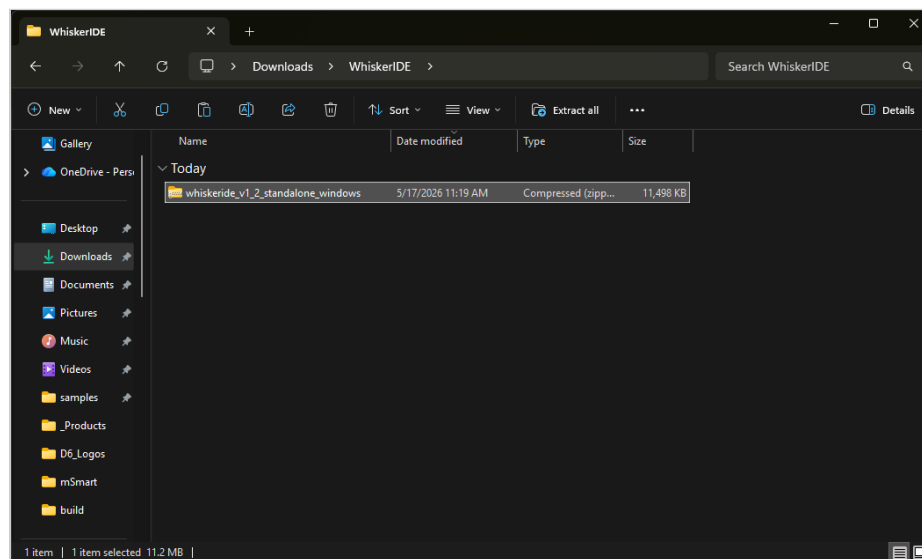 WhiskerIDE
Downloads > WhiskerIDE >
Search WhiskerIDE
New
Sort
View
Extract all
Details
Gallery
OneDrive - Pers
Desktop
Downloads
Documents
Pictures
Music
Videos
samples
_Products
D6_Logos
mSmart
build
Name Date modified Type Size
Today
whiskeride_v1_2_standalone_windows 5/17/2026 11:19 AM Compressed (zipp... 11,498 KB
1 item | 1 item selected 11.2 MB |